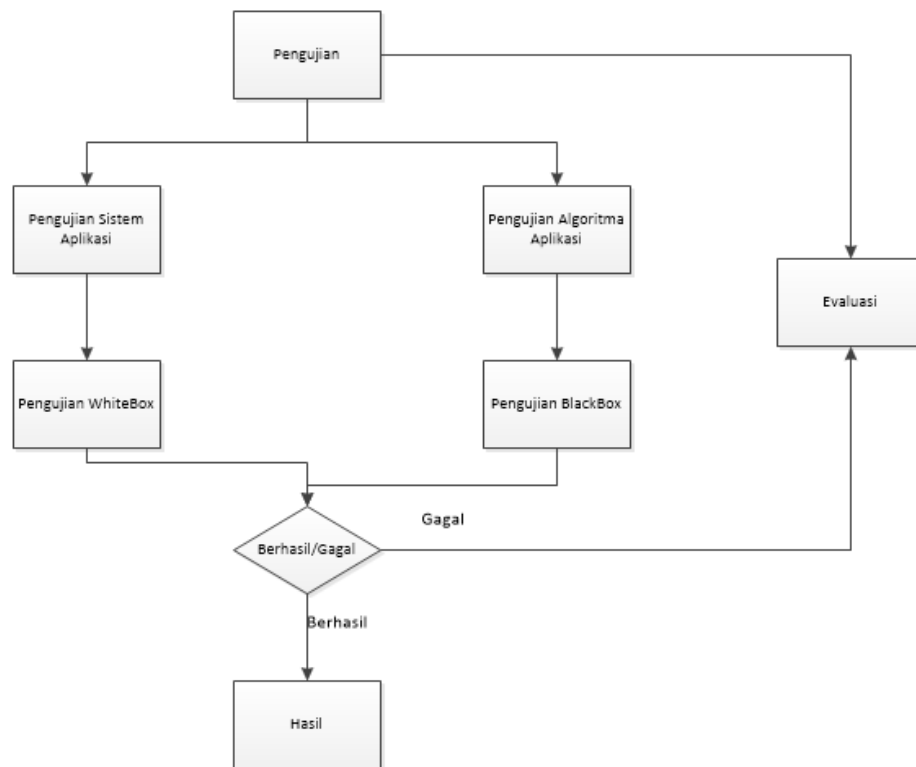 Pengujian
Pengujian Sistem
Aplikasi
Pengujian Algoritma
Aplikasi
Evaluasi
Pengujian WhiteBox
Pengujian BlackBox
Gagal
Berhasil/Gagal
Berhasil
Hasil